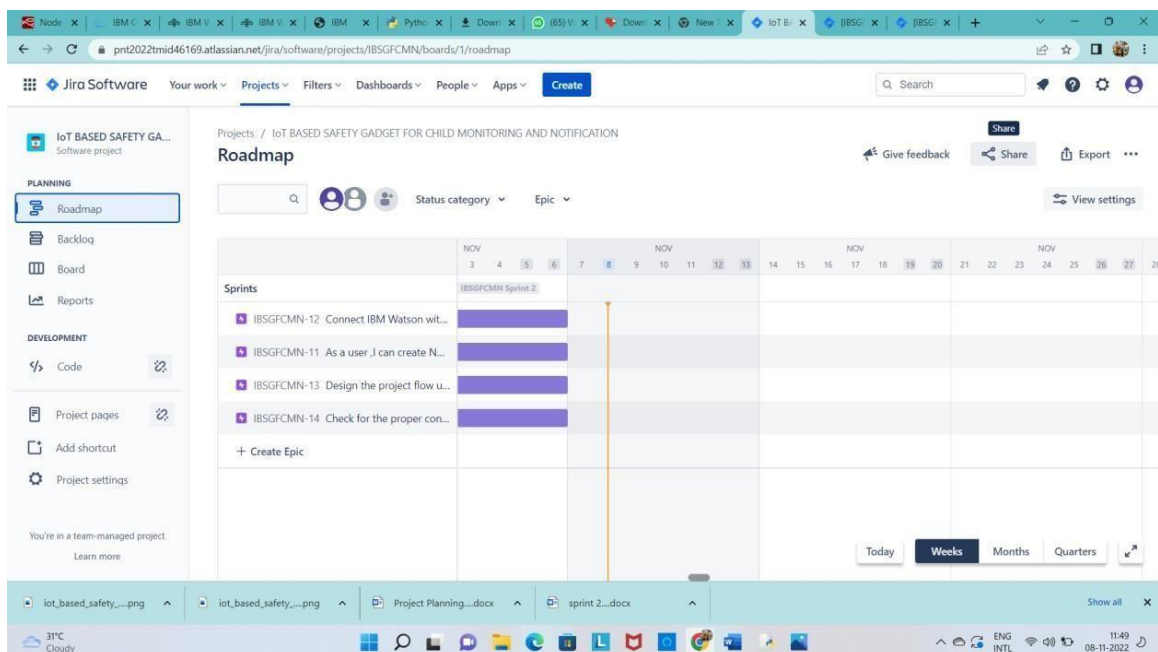 Node
IBM C
IBM V
IBM V
IBM
Pytho
Down
(65) V
Down
New T
IoT BA
[IBSG
[IBSG
pnt2022tmid46169.atlassian.net/jira/software/projects/IBSGFCMN/boards/1/roadmap
Jira Software Your work Projects Filters Dashboards People Apps Create Search
IoT BASED SAFETY GA...
Software project
PLANNING
Roadmap
Backlog
Board
Reports
DEVELOPMENT
Code
Project pages
Add shortcut
Project settings
You're in a team-managed project
Learn more
Projects / IoT BASED SAFETY GADGET FOR CHILD MONITORING AND NOTIFICATION
Share
Roadmap
Give feedback Share Export
Status category Epic View settings
NOV NOV NOV NOV
3 4 5 6 7 8 9 10 11 12 13 14 15 16 17 18 19 20 21 22 23 24 25 26 27
Sprints IBSGFCMN Sprint 2
IBSGFCMN-12 Connect IBM Watson wit...
IBSGFCMN-11 As a user ,I can create N...
IBSGFCMN-13 Design the project flow u...
IBSGFCMN-14 Check for the proper con...
+ Create Epic
Today Weeks Months Quarters
iot_based_safety_....png iot_based_safety_....png Project Planning....docx sprint 2....docx Show all
31°C
Cloudy
ENG
INTL
11:49
08-11-2022